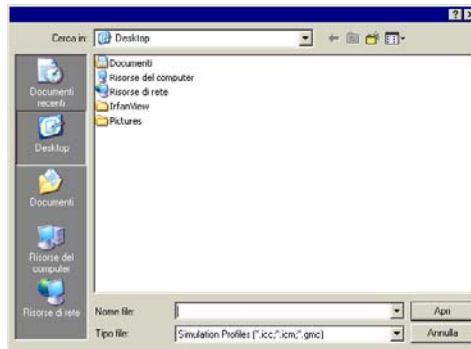 Cerca in:
Desktop
Documenti recenti
Desktop
Documenti
Risorse del computer
Risorse di rete
Documenti
Risorse del computer
Risorse di rete
IrfanView
Pictures
Nome file:
Apri
Tipo file:
Simulation Profiles (*.icc;*.icm;*.gmc)
Annulla